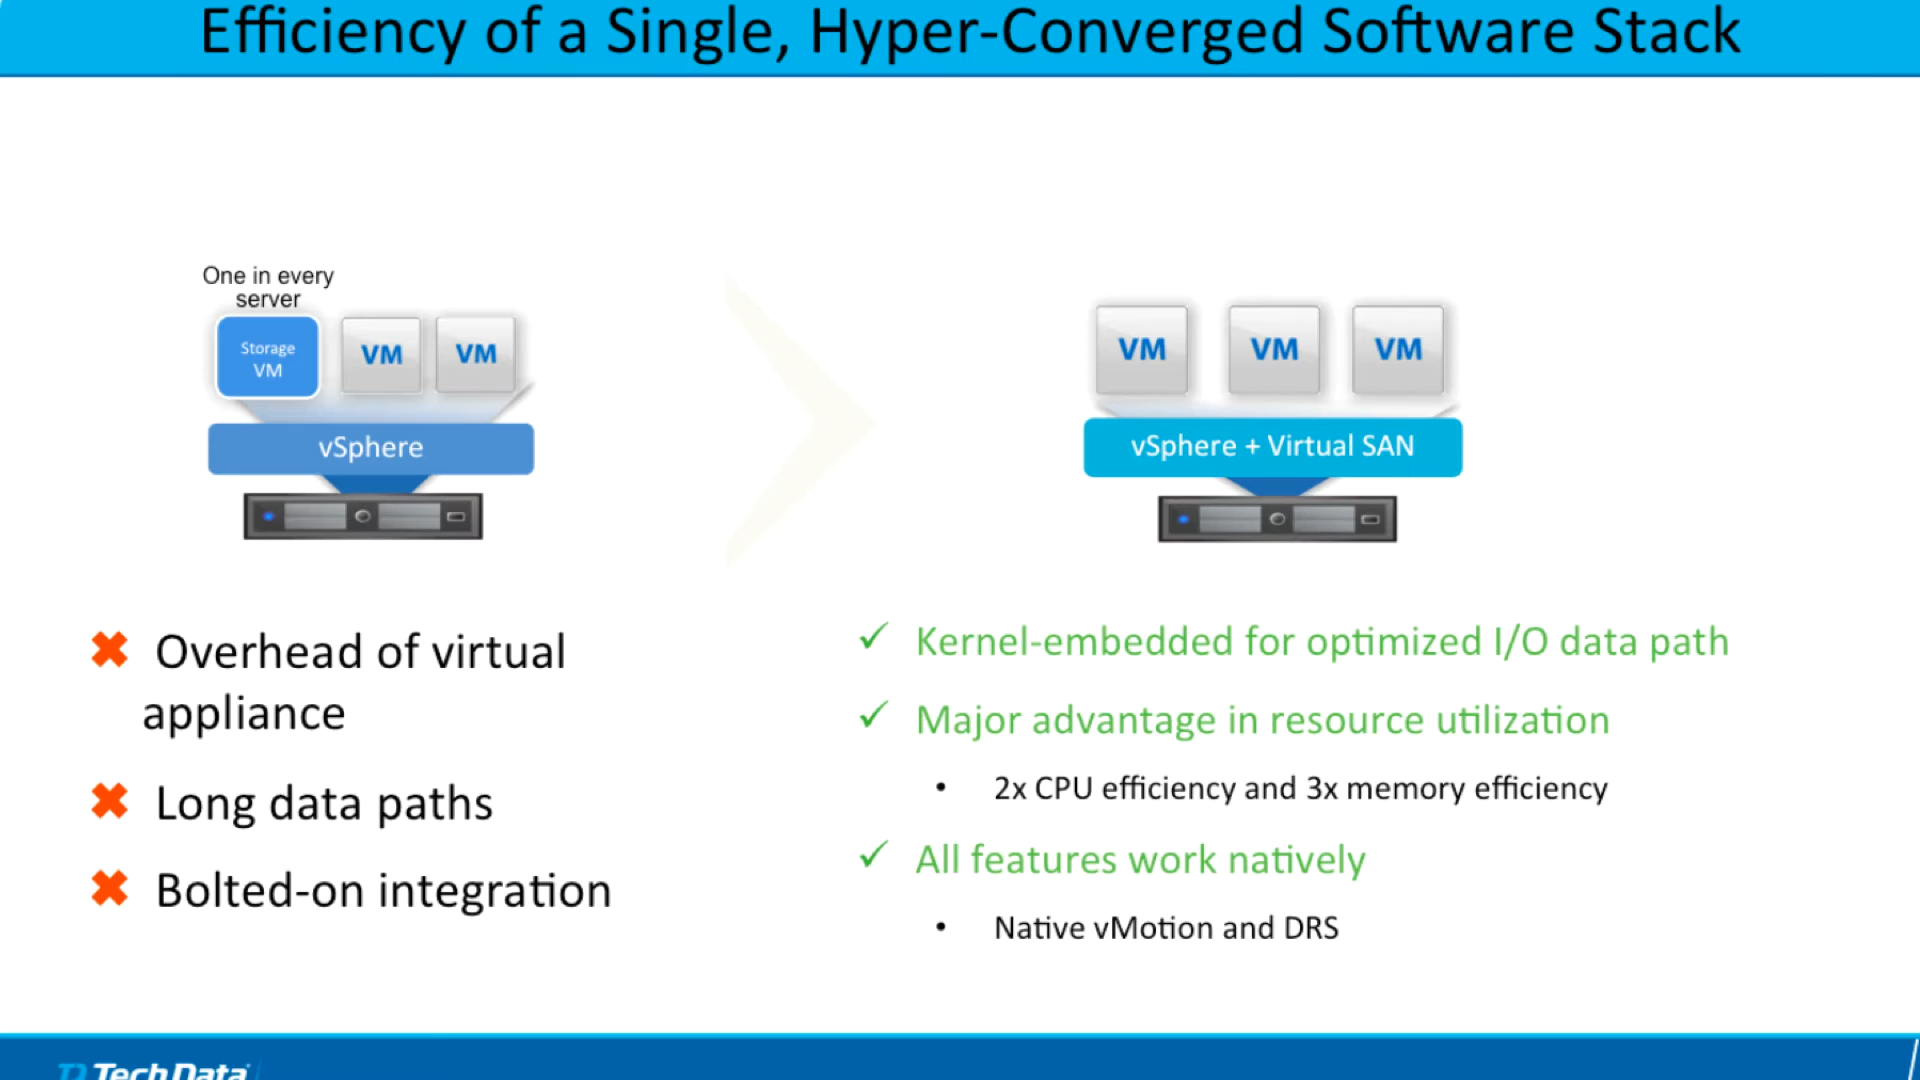 Efficiency of a Single, Hyper-Converged Software Stack
One in every
server
Storage
VM
VM
VM
vSphere
VM
VM
VM
vSphere + Virtual SAN
Overhead of virtual
appliance
Long data paths
Bolted-on integration
Kernel-embedded for optimized I/O data path
Major advantage in resource utilization
• 2x CPU efficiency and 3x memory efficiency
All features work natively
• Native vMotion and DRS
Tech Data